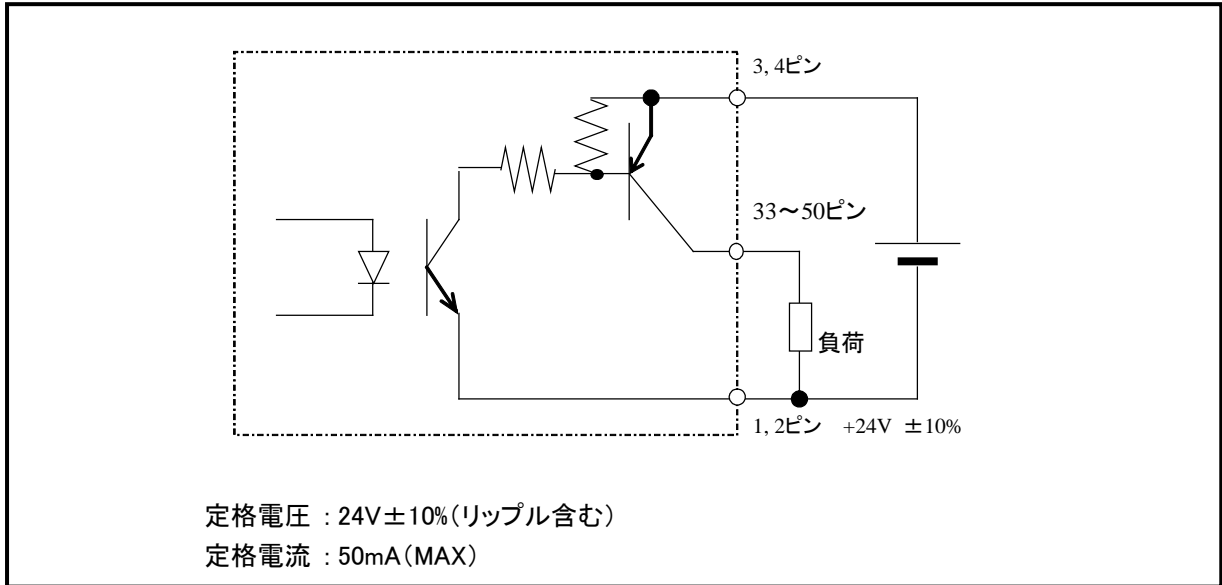 3, 4ピン
33～50ピン
負荷
1, 2ピン +24V ±10%
定格電圧 : 24V±10%(リップル含む)
定格電流 : 50mA(MAX)